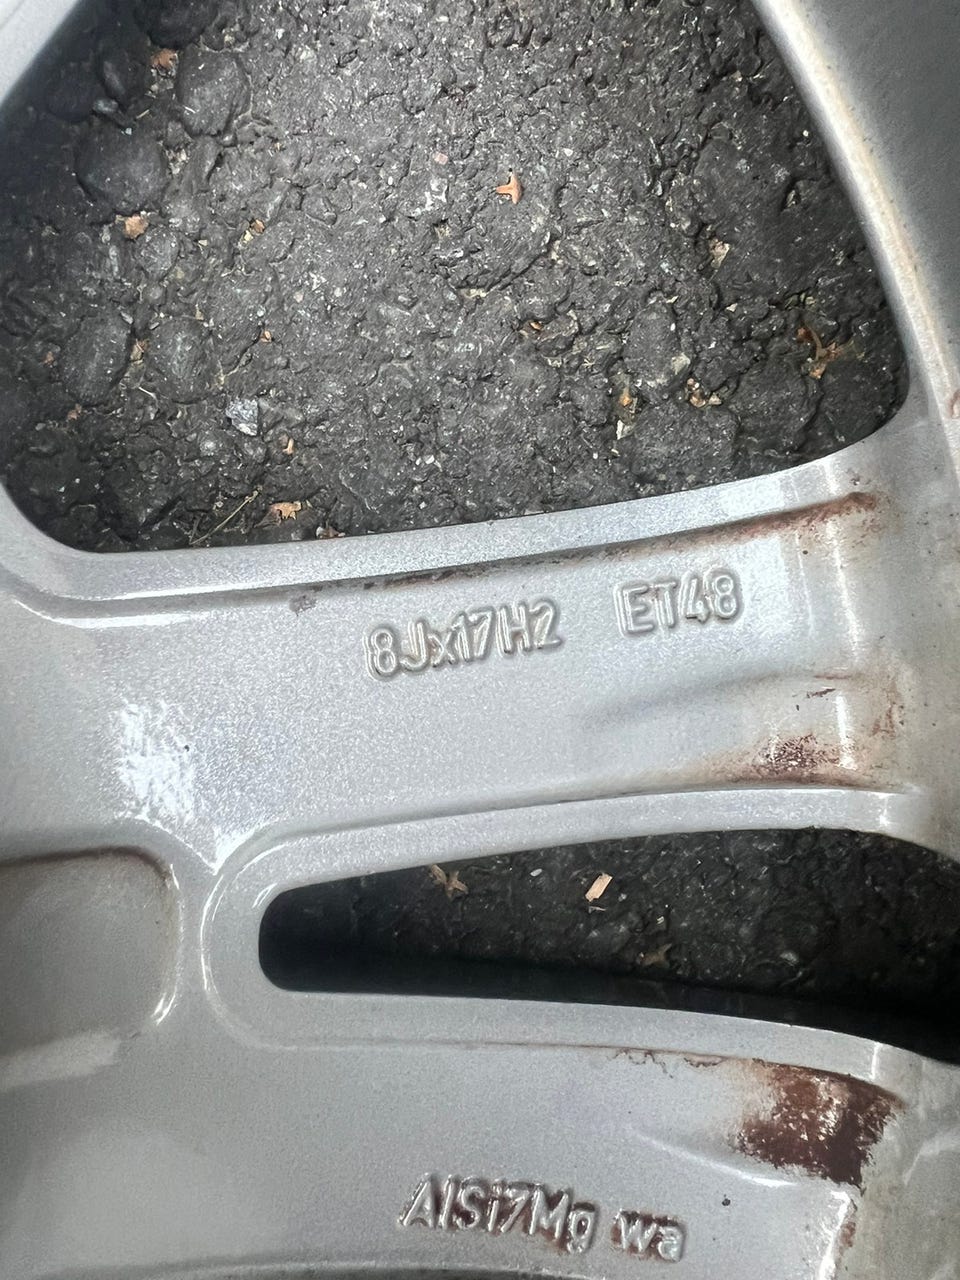 8Jx17H2 ET48
AlSi7Mg wa